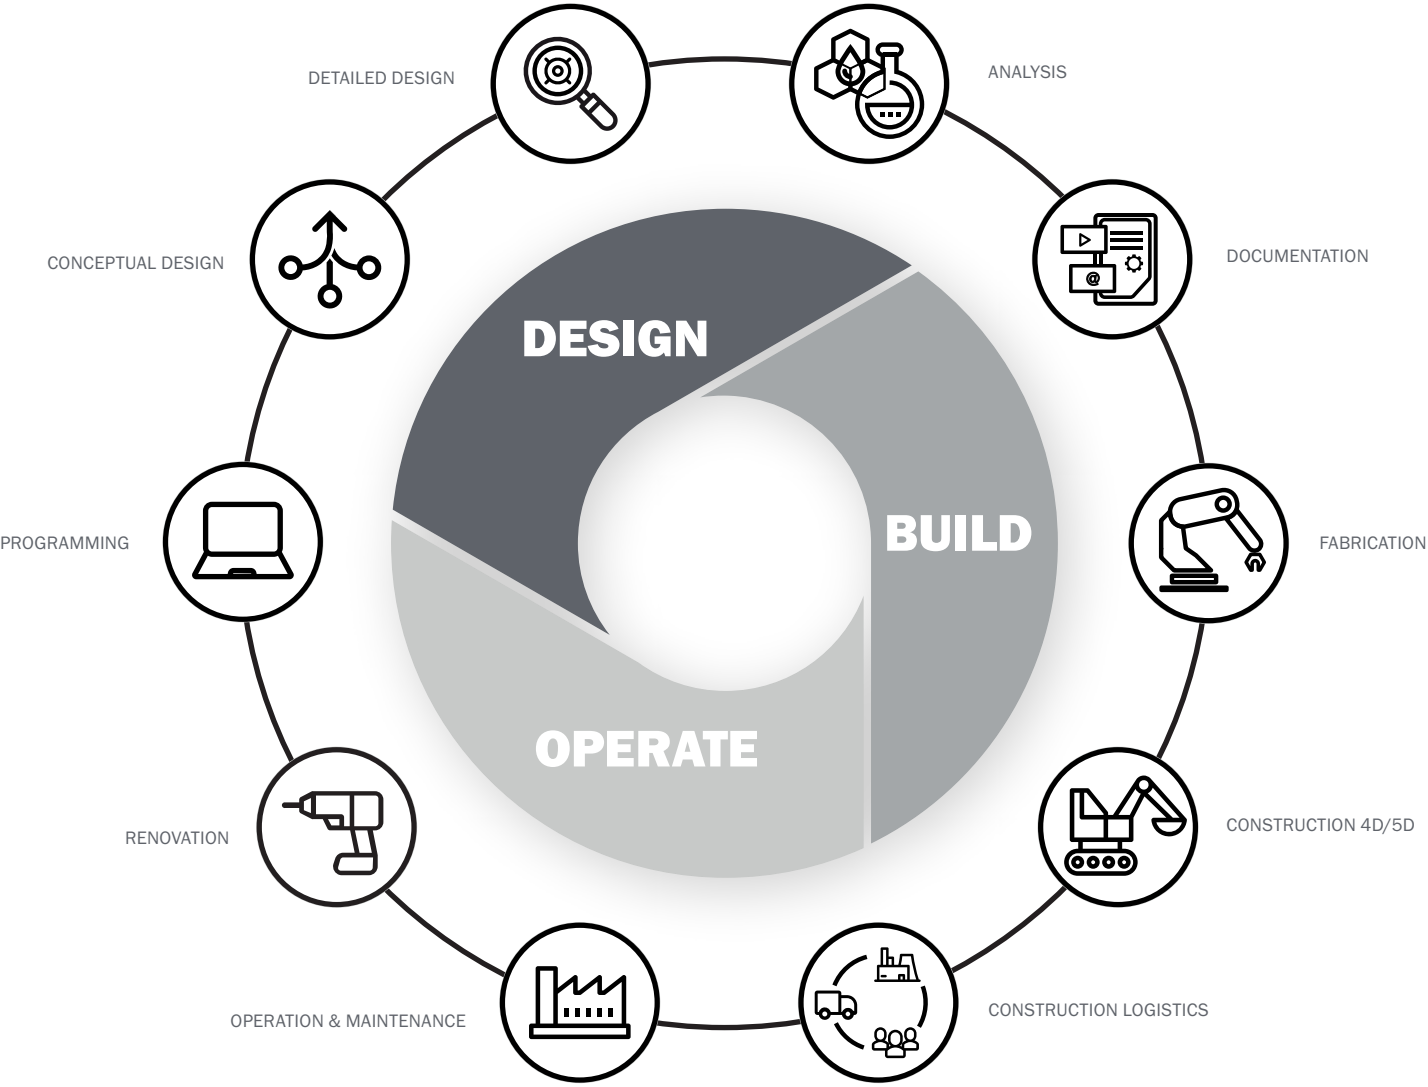 DETAILED DESIGN
ANALYSIS
CONCEPTUAL DESIGN
DOCUMENTATION
DESIGN
BUILD
PROGRAMMING
FABRICATION
OPERATE
RENOVATION
CONSTRUCTION 4D/5D
OPERATION & MAINTENANCE
CONSTRUCTION LOGISTICS
@